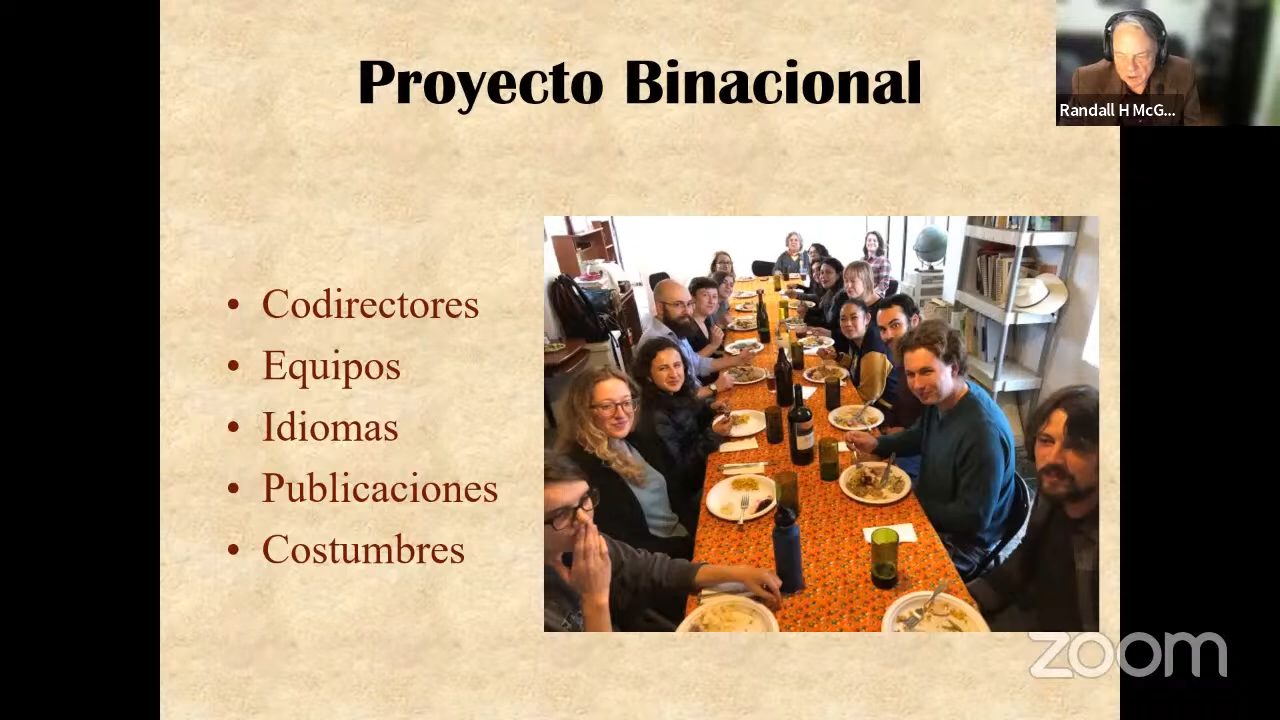 Proyecto Binacional
Randall H McG...
• Codirectores
• Equipos
• Idiomas
• Publicaciones
• Costumbres
zoom